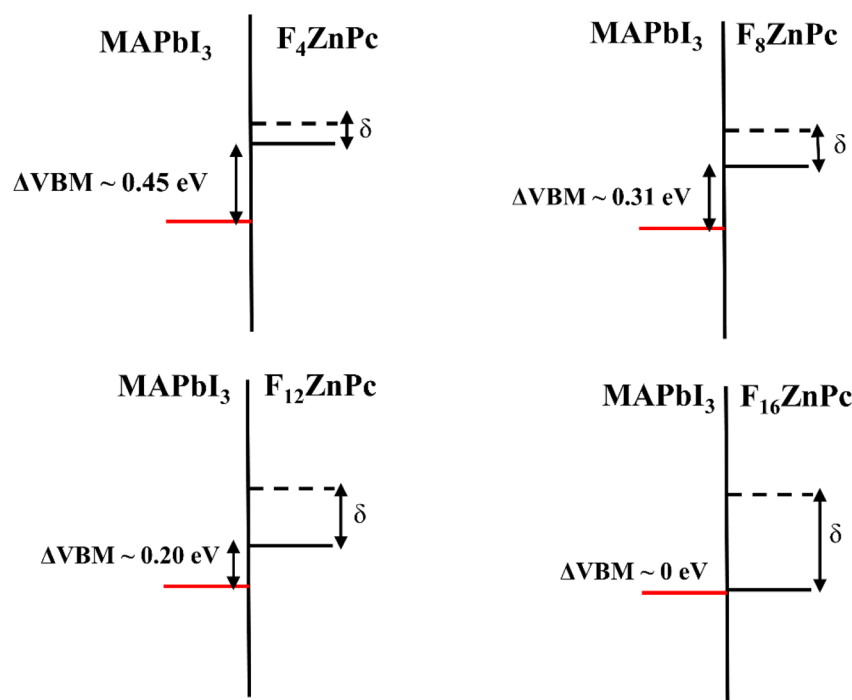 MAPbI₃ F₄ZnPc
δ
ΔVBM ~ 0.45 eV
MAPbI₃ F₈ZnPc
δ
ΔVBM ~ 0.31 eV
MAPbI₃ F₁₂ZnPc
δ
ΔVBM ~ 0.20 eV
MAPbI₃ F₁₆ZnPc
δ
ΔVBM ~ 0 eV